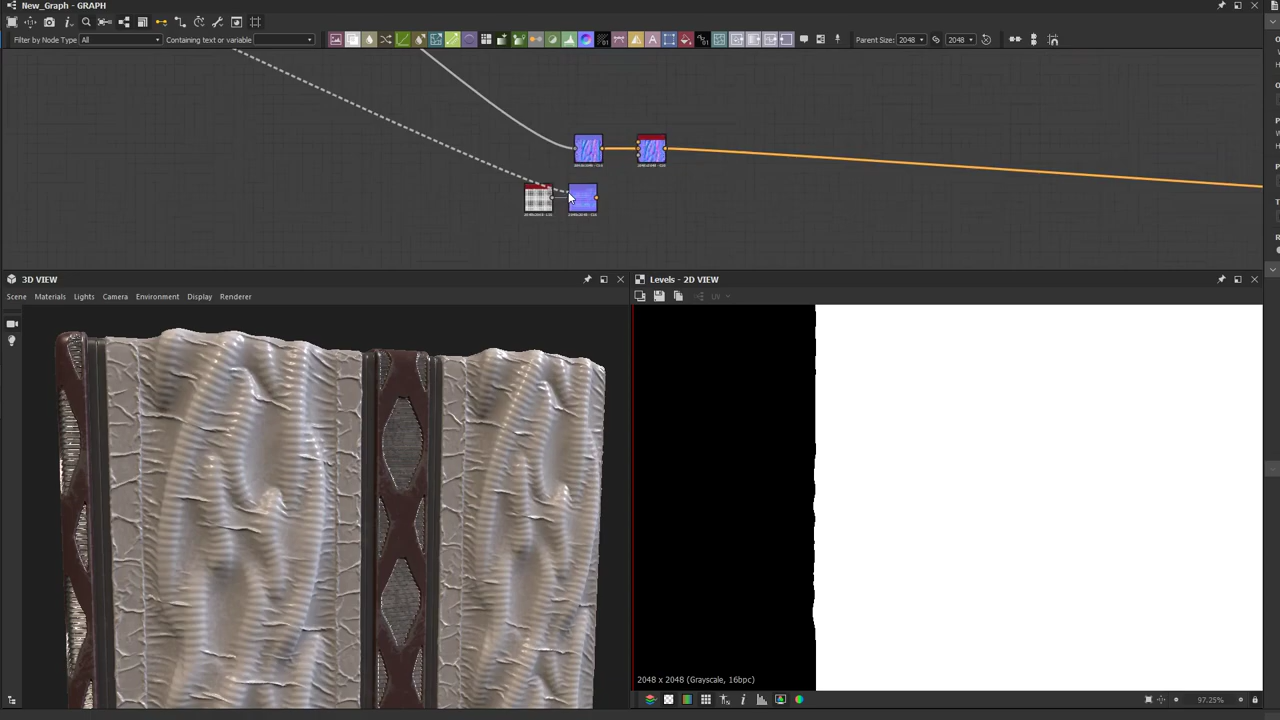 New_Graph - GRAPH
Filter by Node Type All
Containing text or variable
Parent Size: 2048 2048
3D VIEW
Levels - 2D VIEW
Scene Materials Lights Camera Environment Display Renderer
UV
2048 x 2048 (Grayscale, 16bpc)
97.25%